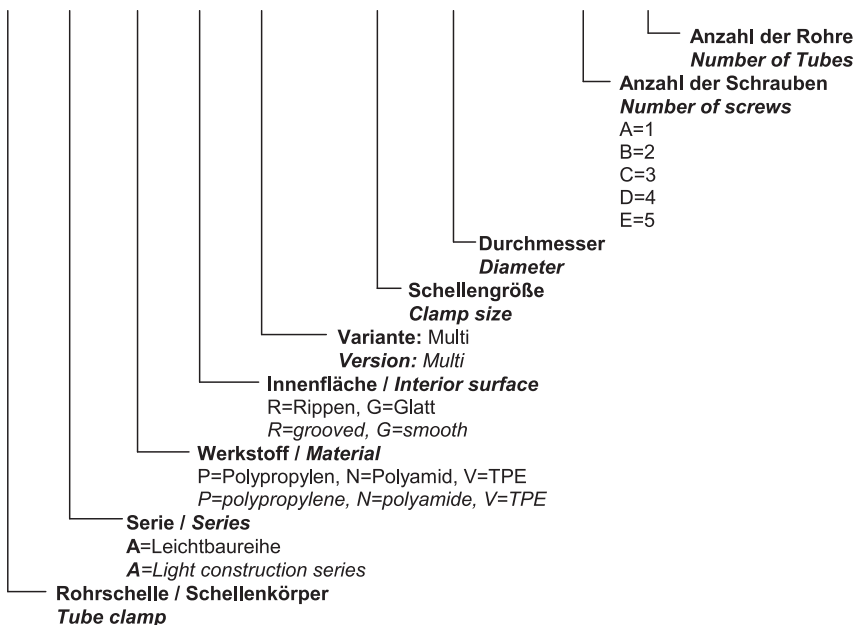 Anzahl der Rohre
Number of Tubes
Anzahl der Schrauben
Number of screws
A=1
B=2
C=3
D=4
E=5
Durchmesser
Diameter
Schellengröße
Clamp size
Variante: Multi
Version: Multi
Innenfläche / Interior surface
R=Rippen, G=Glatt
R=grooved, G=smooth
Werkstoff / Material
P=Polypropylen, N=Polyamid, V=TPE
P=polypropylene, N=polyamide, V=TPE
Serie / Series
A=Leichtbaureihe
A=Light construction series
Rohrschelle / Schellenkörper
Tube clamp